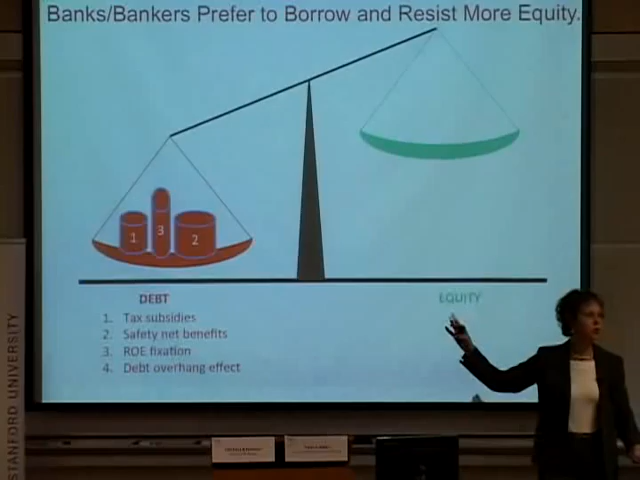 Banks/Bankers Prefer to Borrow and Resist More Equity.
1
3
2
DEBT
EQUITY
1. Tax subsidies
2. Safety net benefits
3. ROE fixation
4. Debt overhang effect
STANFORD UNIVERSITY